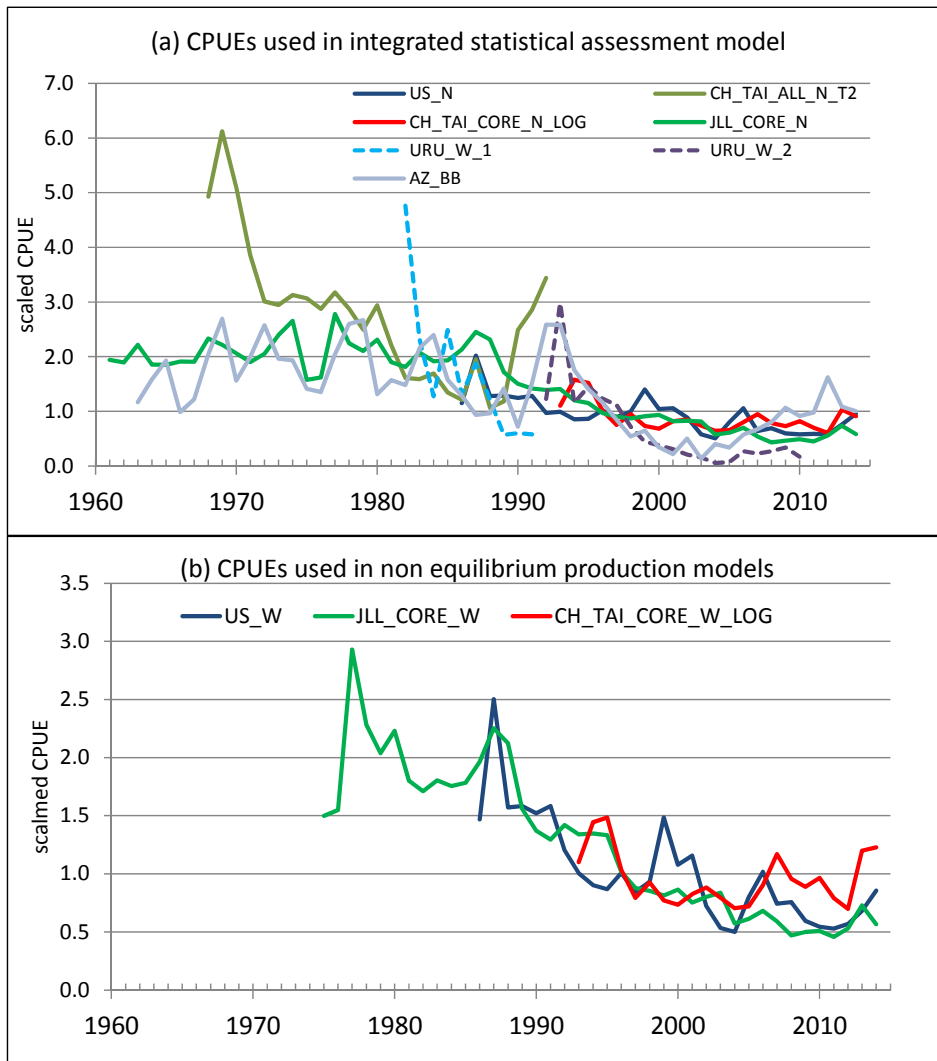 (a) CPUEs used in integrated statistical assessment model
7.0
6.0
5.0
4.0
3.0
2.0
1.0
0.0
scaled CPUE
US_N CH_TAI_ALL_N_T2
CH_TAI_CORE_N_LOG JLL_CORE_N
URU_W_1 URU_W_2
AZ_BB
1960 1970 1980 1990 2000 2010
(b) CPUEs used in non equilibrium production models
3.5
3.0
2.5
2.0
1.5
1.0
0.5
0.0
scalmed CPUE
US_W JLL_CORE_W CH_TAI_CORE_W_LOG
1960 1970 1980 1990 2000 2010